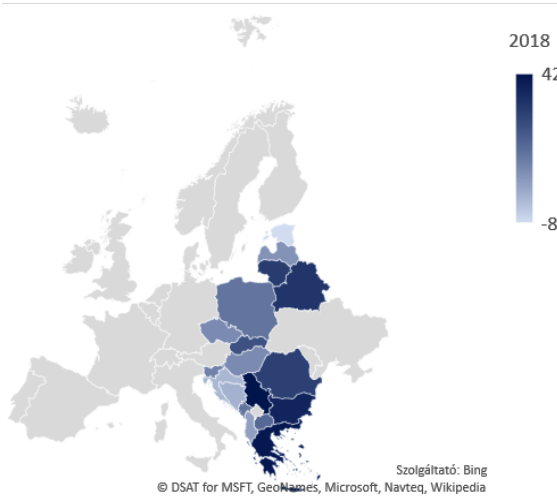 2018
42
-8
Szolgáltató: Bing
© DSAT for MSFT, GeoNames, Microsoft, Navteq, Wikipedia